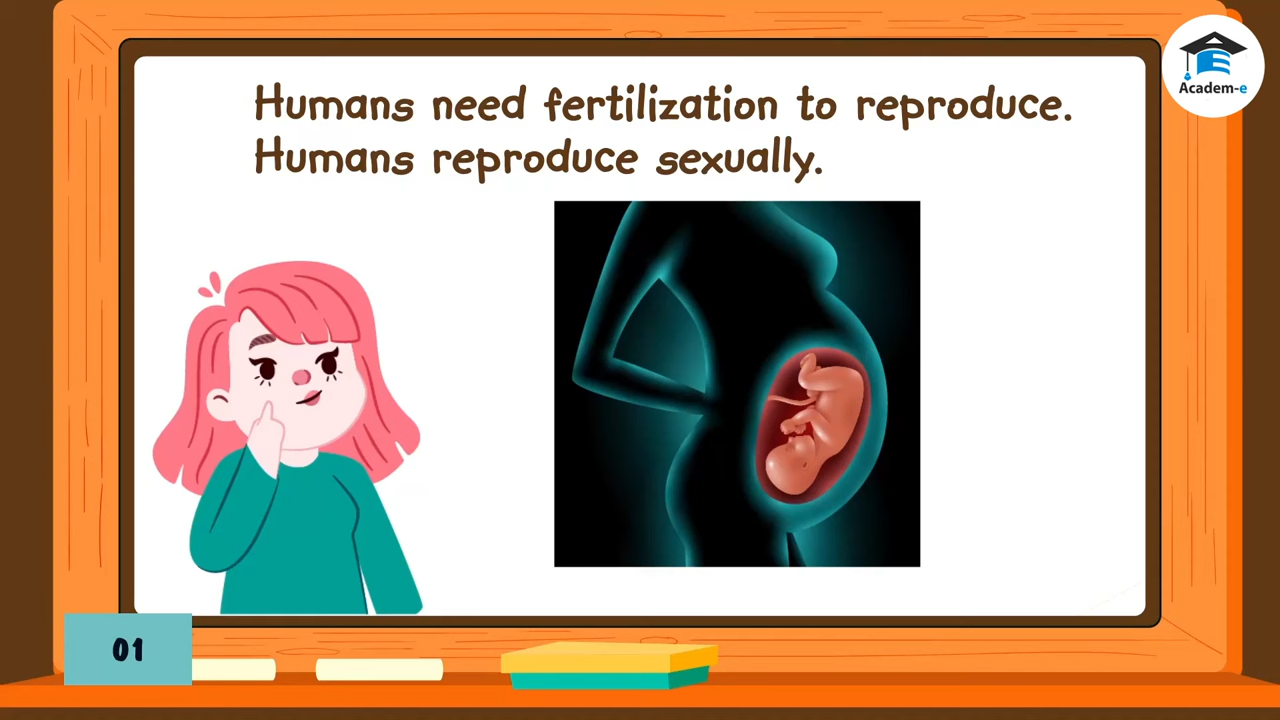 Humans need fertilization to reproduce.
Humans reproduce sexually.
Academ-e
01